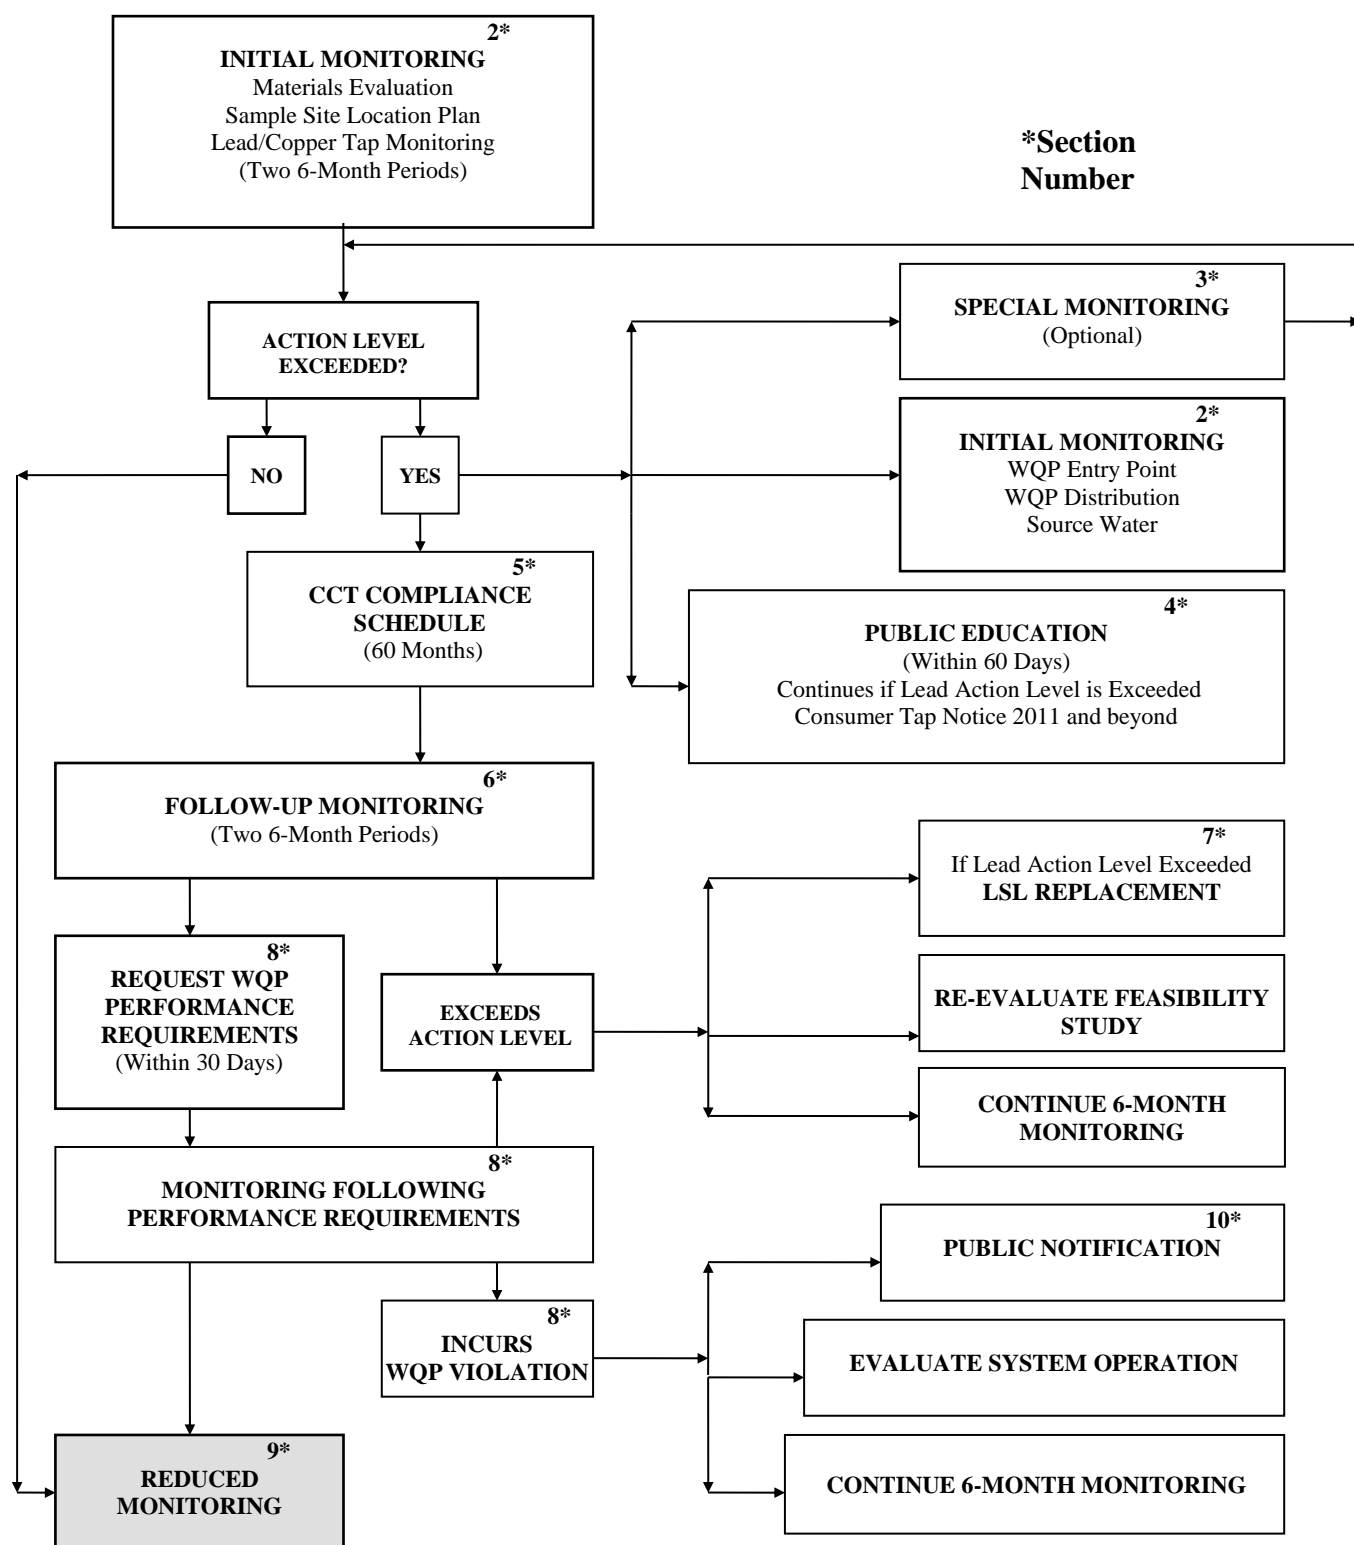 2*
INITIAL MONITORING
Materials Evaluation
Sample Site Location Plan
Lead/Copper Tap Monitoring
(Two 6-Month Periods)
*Section
Number
ACTION LEVEL
EXCEEDED?
NO
YES
3*
SPECIAL MONITORING
(Optional)
2*
INITIAL MONITORING
WQP Entry Point
WQP Distribution
Source Water
5*
CCT COMPLIANCE
SCHEDULE
(60 Months)
4*
PUBLIC EDUCATION
(Within 60 Days)
Continues if Lead Action Level is Exceeded
Consumer Tap Notice 2011 and beyond
6*
FOLLOW-UP MONITORING
(Two 6-Month Periods)
7*
If Lead Action Level Exceeded
LSL REPLACEMENT
8*
REQUEST WQP
PERFORMANCE
REQUIREMENTS
(Within 30 Days)
EXCEEDS
ACTION LEVEL
RE-EVALUATE FEASIBILITY
STUDY
CONTINUE 6-MONTH
MONITORING
8*
MONITORING FOLLOWING
PERFORMANCE REQUIREMENTS
10*
PUBLIC NOTIFICATION
8*
INCURS
WQP VIOLATION
EVALUATE SYSTEM OPERATION
9*
REDUCED
MONITORING
CONTINUE 6-MONTH MONITORING